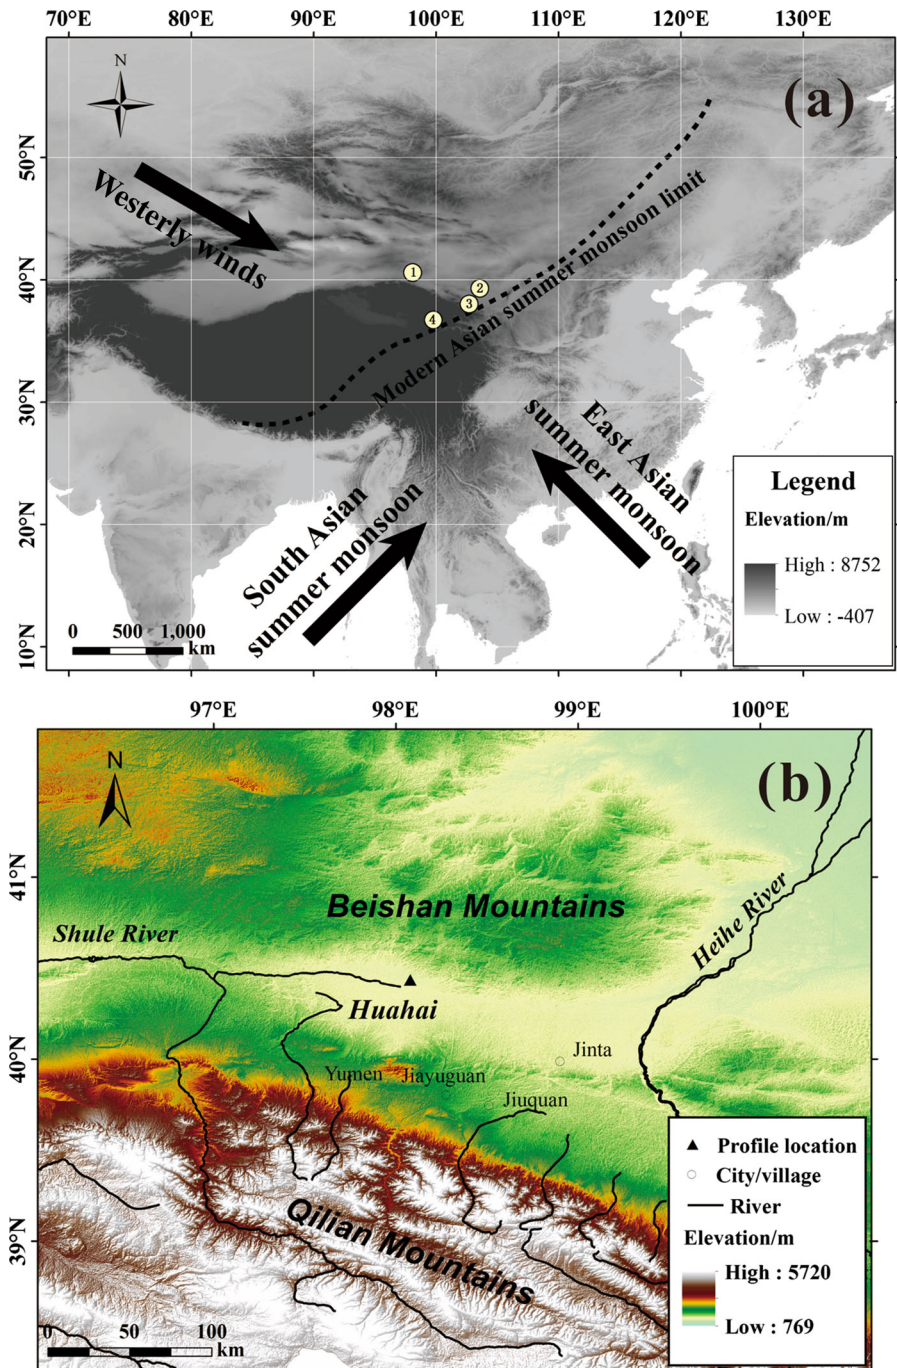 70°E 80°E 90°E 100°E 110°E 120°E 130°E
N
(a)
50°N
40°N
30°N
20°N
10°N
Westerly winds
Modern Asian summer monsoon limit
1
2
3
4
East Asian
summer monsoon
South Asian
summer monsoon
0 500 1,000
km
Legend
Elevation/m
High : 8752
Low : -407
97°E 98°E 99°E 100°E
N
(b)
41°N
40°N
39°N
Beishan Mountains
Shule River
Heihe River
Huahai
Jinta
Yumen
Jiayuguan
Jiuquan
Qilian Mountains
0 50 100
km
Profile location
City/village
River
Elevation/m
High : 5720
Low : 769